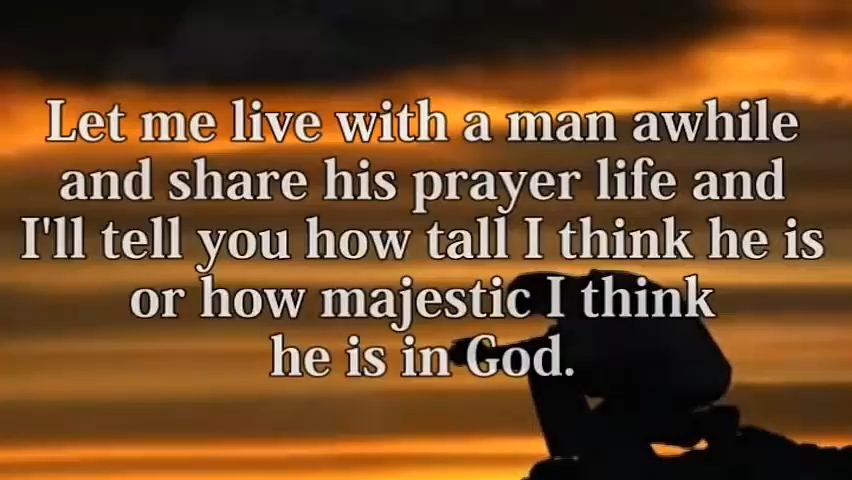 Let me live with a man awhile
and share his prayer life and
I'll tell you how tall I think he is
or how majestic I think
he is in God.